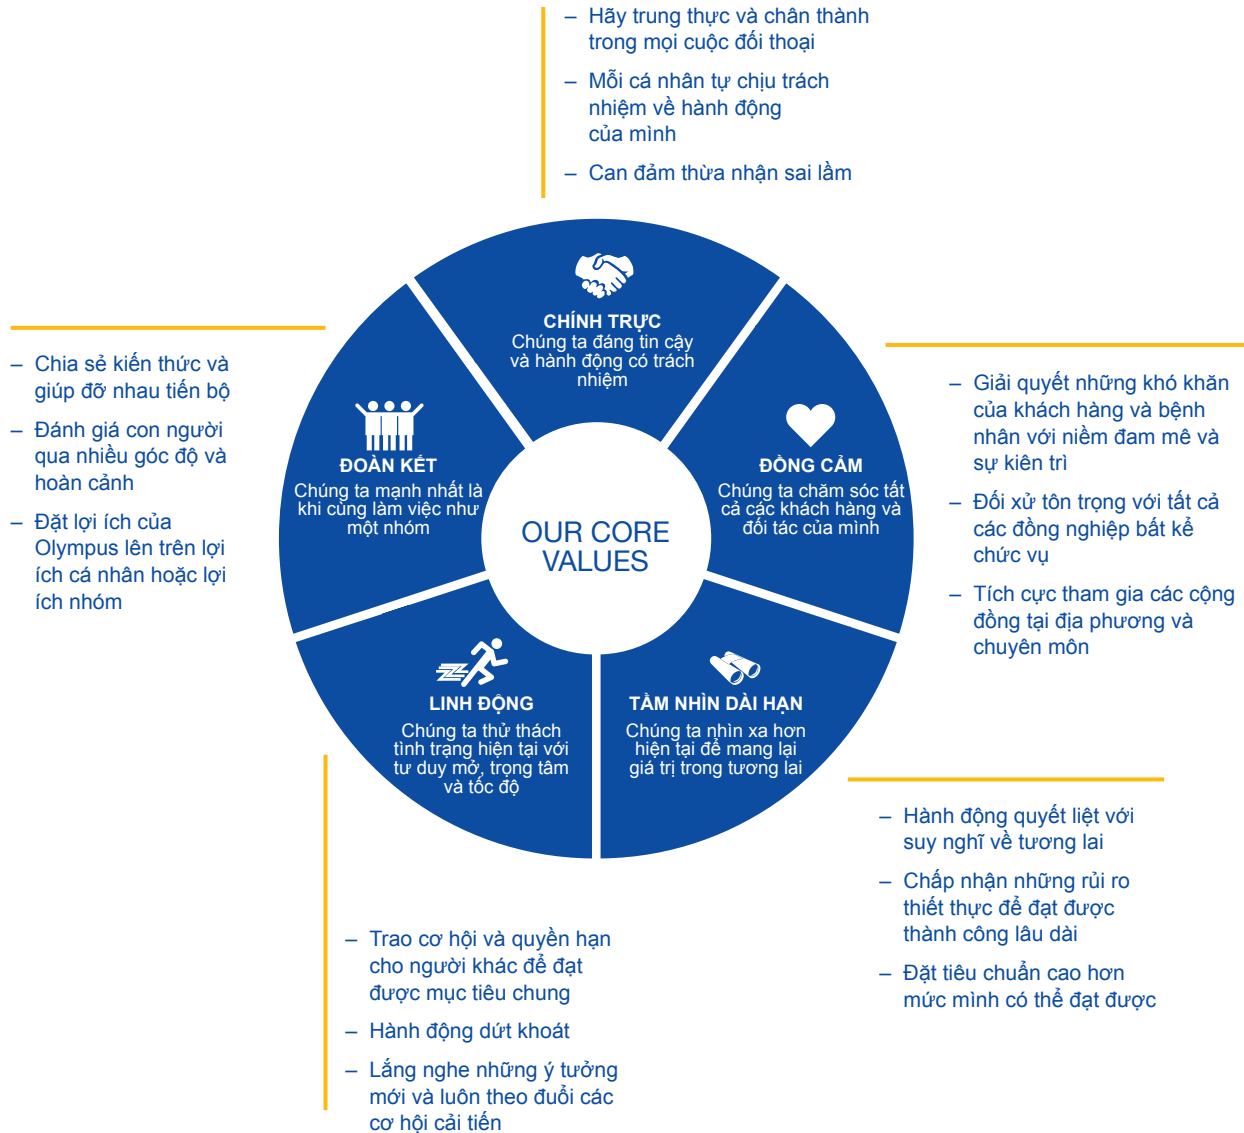 – Hãy trung thực và chân thành
trong mọi cuộc đối thoại
– Mỗi cá nhân tự chịu trách
nhiệm về hành động
của mình
– Can đảm thừa nhận sai lầm
CHÍNH TRỰC
Chúng ta đáng tin cậy
và hành động có trách
nhiệm
– Chia sẻ kiến thức và
giúp đỡ nhau tiến bộ
– Đánh giá con người
qua nhiều góc độ và
hoàn cảnh
– Đặt lợi ích của
Olympus lên trên lợi
ích cá nhân hoặc lợi
ích nhóm
ĐOÀN KẾT
Chúng ta mạnh nhất là
khi cùng làm việc như
một nhóm
OUR CORE
VALUES
ĐỒNG CẢM
Chúng ta chăm sóc tất
cả các khách hàng và
đối tác của mình
– Giải quyết những khó khăn
của khách hàng và bệnh
nhân với niềm đam mê và
sự kiên trì
– Đối xử tôn trọng với tất cả
các đồng nghiệp bất kể
chức vụ
– Tích cực tham gia các cộng
đồng tại địa phương và
chuyên môn
LINH ĐỘNG
Chúng ta thử thách
tình trạng hiện tại với
tư duy mở, trọng tâm
và tốc độ
TẦM NHÌN DÀI HẠN
Chúng ta nhìn xa hơn
hiện tại để mang lại
giá trị trong tương lai
– Hành động quyết liệt với
suy nghĩ về tương lai
– Chấp nhận những rủi ro
thiết thực để đạt được
thành công lâu dài
– Đặt tiêu chuẩn cao hơn
mức mình có thể đạt được
– Trao cơ hội và quyền hạn
cho người khác để đạt
được mục tiêu chung
– Hành động dứt khoát
– Lắng nghe những ý tưởng
mới và luôn theo đuổi các
cơ hội cải tiến